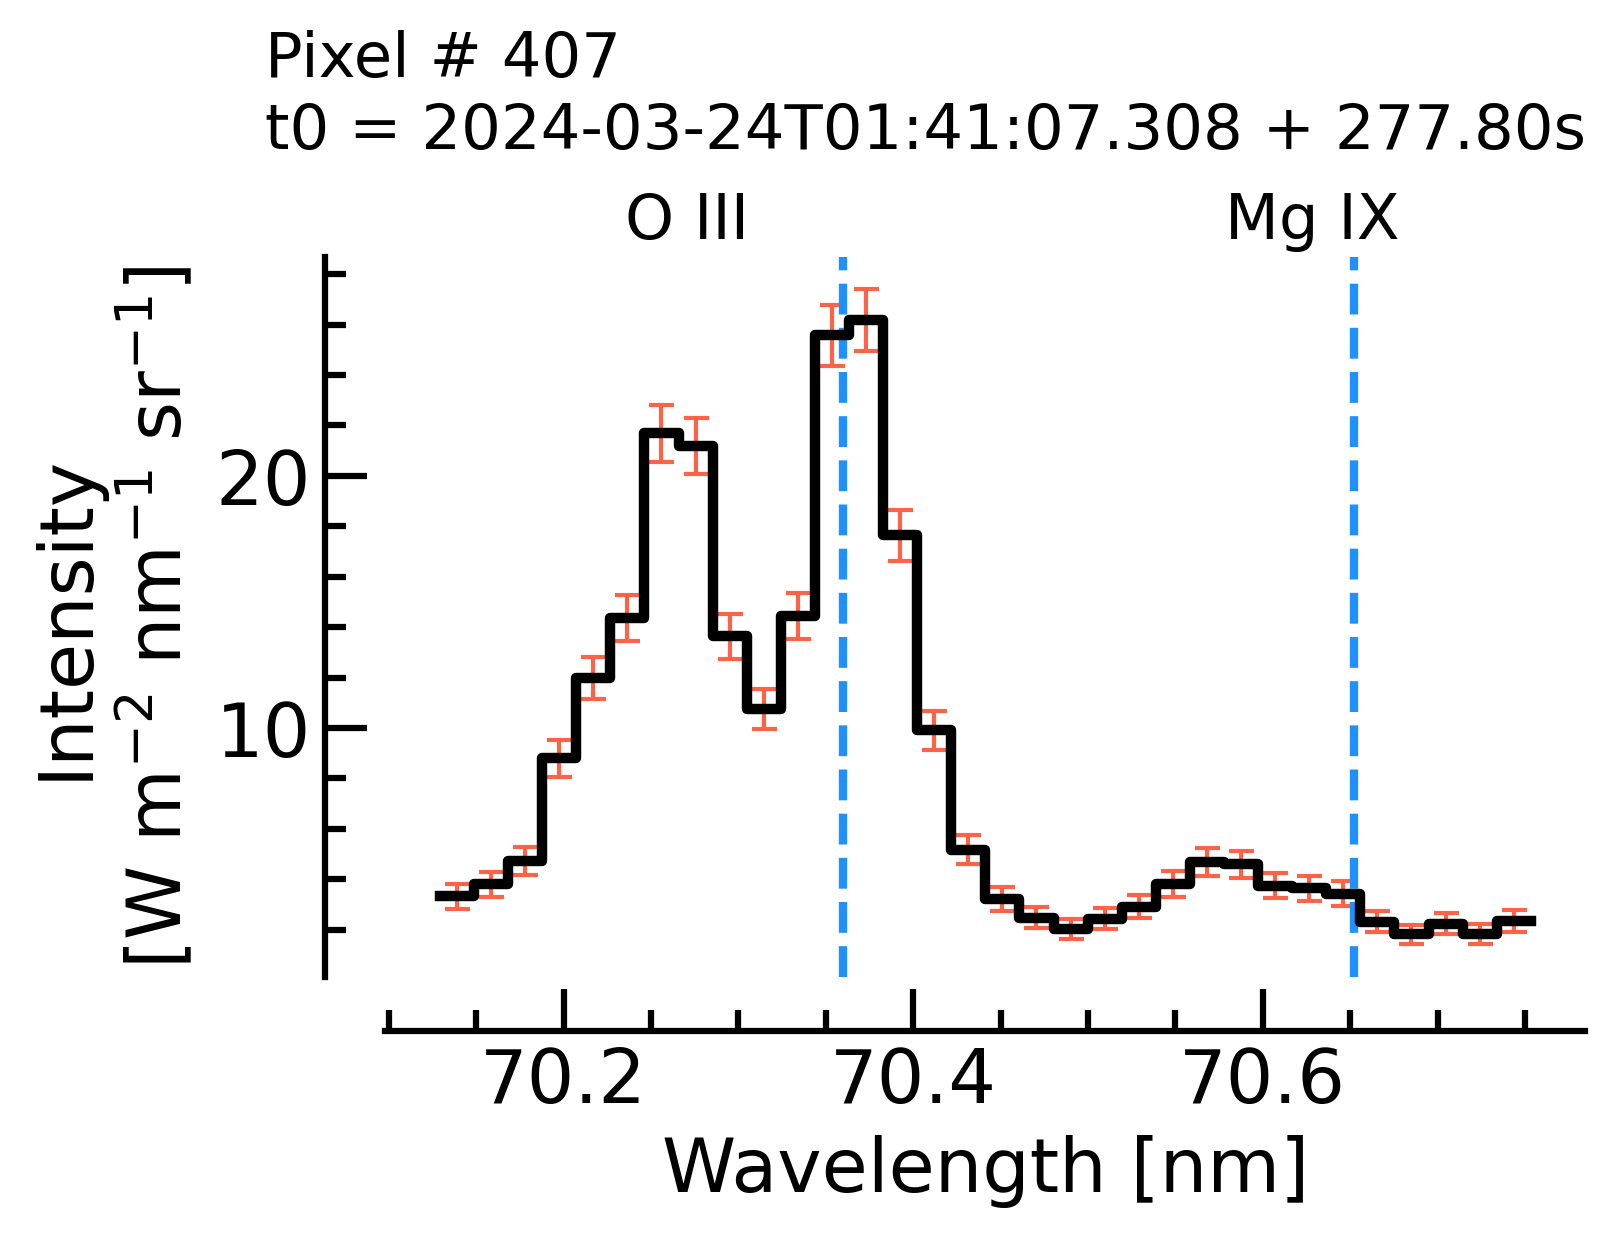 Pixel # 407
t0 = 2024-03-24T01:41:07.308 + 277.80s
O III Mg IX
Intensity
[W m⁻² nm⁻¹ sr⁻¹]
20
10
70.2 70.4 70.6
Wavelength [nm]